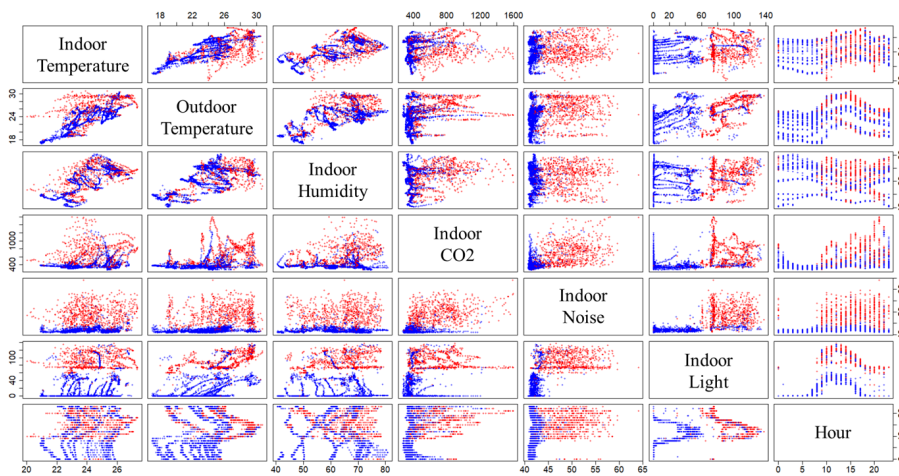 18 22 26 30
400 800 1200 1600
0 20 60 100 140
Indoor
Temperature
18 24 30
Outdoor
Temperature
Indoor
Humidity
400 1000
Indoor
CO2
Indoor
Noise
0 40 100
Indoor
Light
Hour
20 22 24 26
40 50 60 70 80
40 45 50 55 60 65
0 5 10 15 20